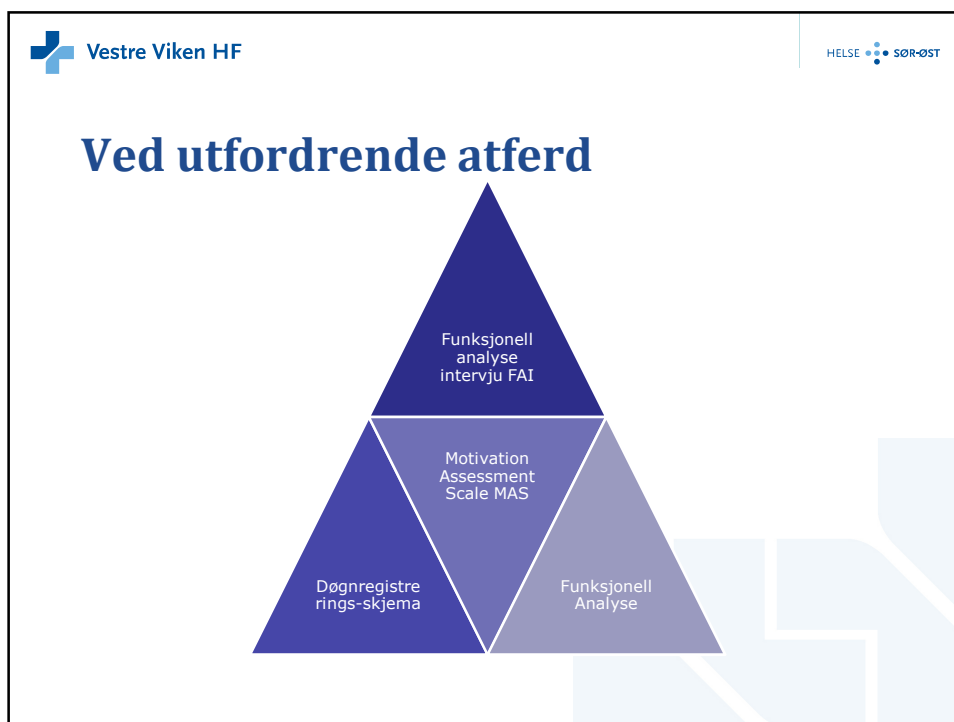 Vestre Viken HF
HELSE SØR-ØST
Ved utfordrende atferd
Funksjonell
analyse
intervju FAI
Motivation
Assessment
Scale MAS
Døgnregistre
rings-skjema
Funksjonell
Analyse